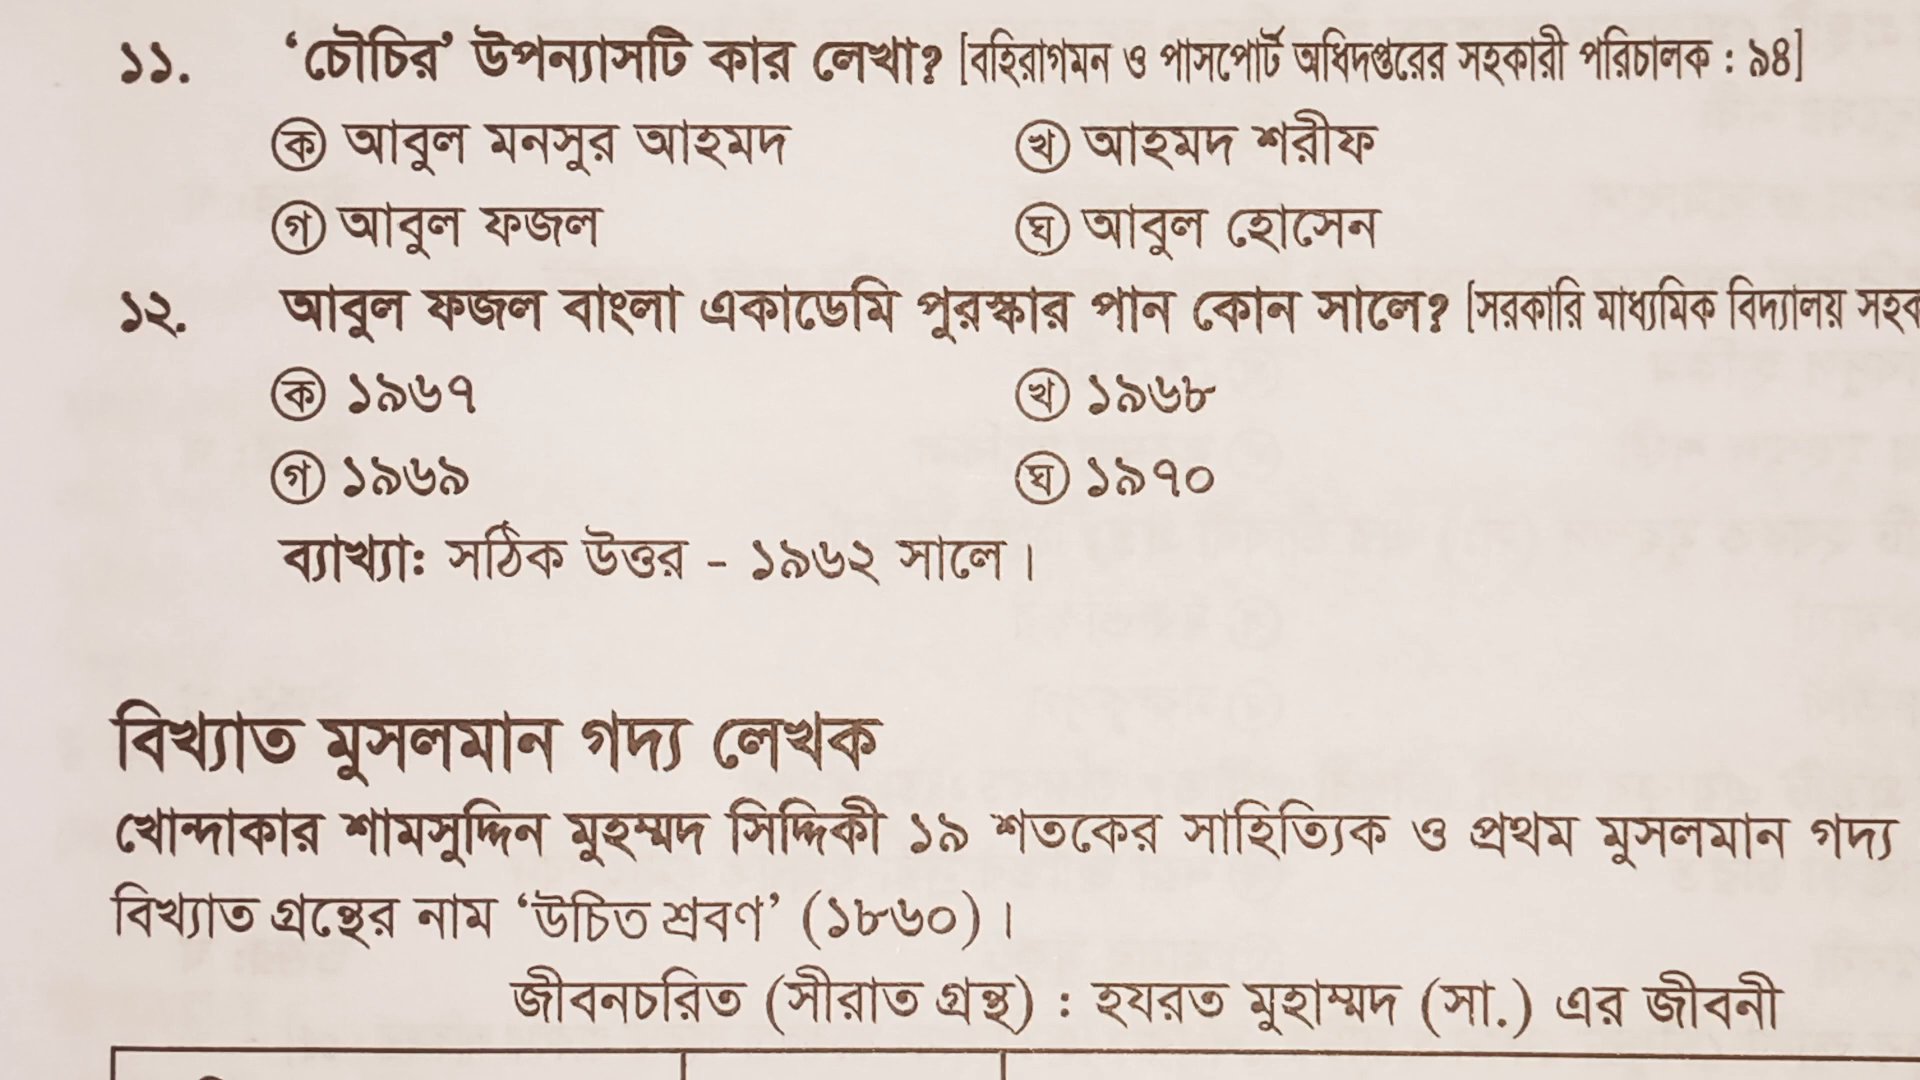 ১১. ‘চৌচির’ উপন্যাসটি কার লেখা? [বহিরাগমন ও পাসপোর্ট অধিদপ্তরের সহকারী পরিচালক : ৯৪]
ক আবুল মনসুর আহমদ খ আহমদ শরীফ
গ আবুল ফজল ঘ আবুল হোসেন
১২. আবুল ফজল বাংলা একাডেমি পুরস্কার পান কোন সালে? [সরকারি মাধ্যমিক বিদ্যালয়
ক ১৯৬৭ খ ১৯৬৮
গ ১৯৬৯ ঘ ১৯৭০
ব্যাখ্যা: সঠিক উত্তর - ১৯৬২ সালে।
বিখ্যাত মুসলমান গদ্য লেখক
খোন্দাকার শামসুদ্দিন মুহম্মদ সিদ্দিকী ১৯ শতকের সাহিত্যিক ও প্রথম মুসলমান গদ্য
বিখ্যাত গ্রন্থের নাম ‘উচিত শ্রবণ’ (১৮৬০)।
জীবনচরিত (সীরাত গ্রন্থ) : হযরত মুহাম্মদ (সা.) এর জীবনী